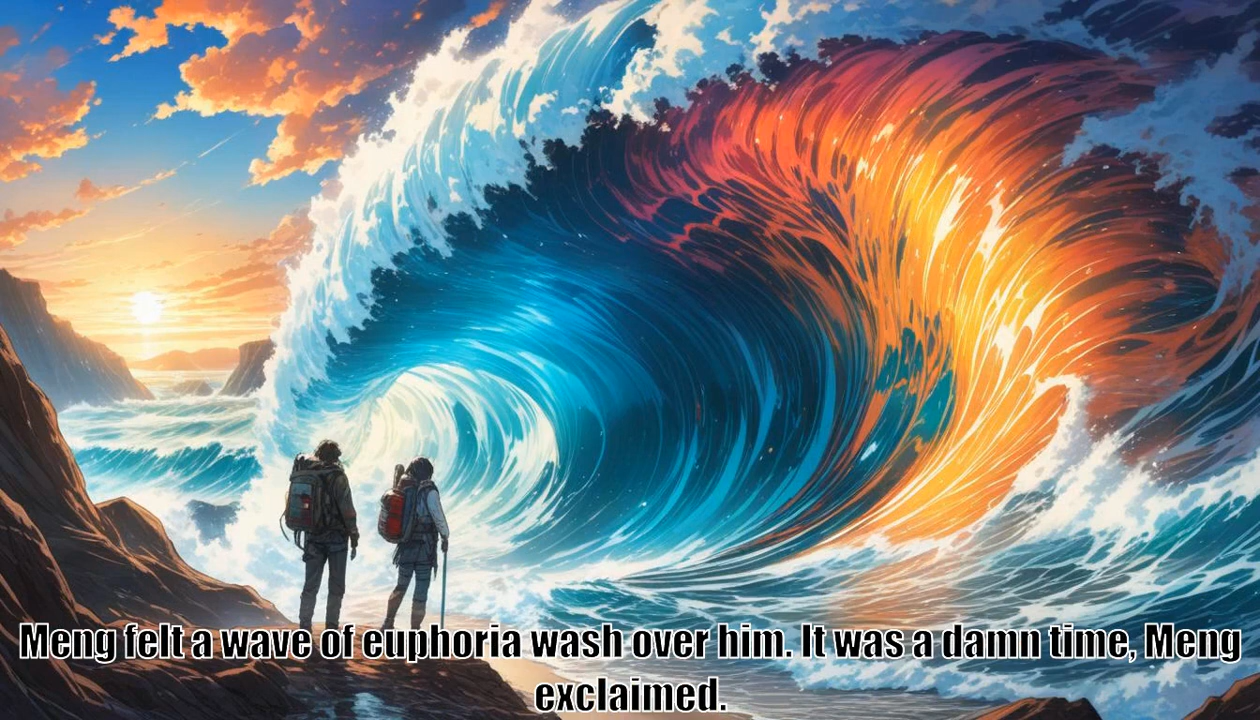 Meng felt a wave of euphoria wash over him. It was a damn time, Meng
exclaimed.